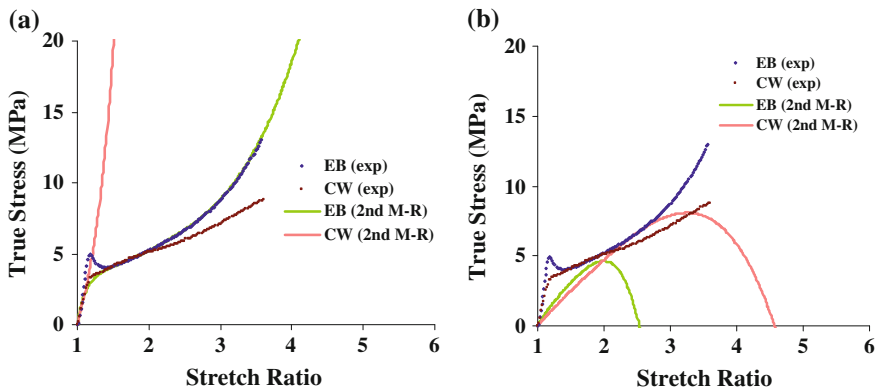 (a)
20
15
10
5
0
1
2
3
4
5
6
True Stress (MPa)
Stretch Ratio
EB (exp)
CW (exp)
EB (2nd M-R)
CW (2nd M-R)
(b)
20
15
10
5
0
1
2
3
4
5
6
True Stress (MPa)
Stretch Ratio
EB (exp)
CW (exp)
EB (2nd M-R)
CW (2nd M-R)